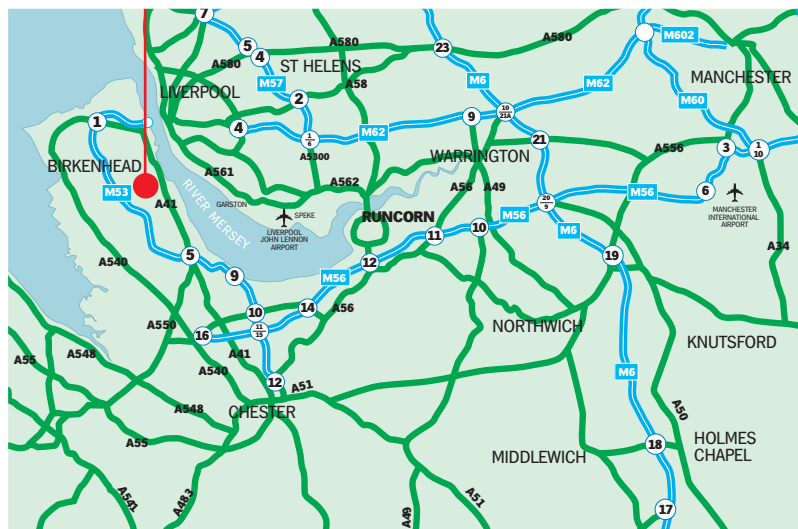 7
5
4
A580
ST HELENS
A580
23
A580
M602
M57
A58
M6
M62
MANCHESTER
LIVERPOOL
2
M60
1
4
1
6
M62
9
10
21A
21
A5300
BIRKENHEAD
A561
WARRINGTON
A556
3
1
10
M53
A41
RIVER MERSEY
A562
A56
A49
20
9
M56
6
GARSTON
SPEKE
LIVERPOOL
JOHN LENNON
AIRPORT
RUNCORN
MANCHESTER
INTERNATIONAL
AIRPORT
A34
A540
5
11
10
M56
M6
19
9
M56
12
10
14
A56
A550
16
11
15
A41
NORTHWICH
KNUTSFORD
A548
A55
A540
12
A51
M6
A50
CHESTER
A548
A55
MIDDLEWICH
18
HOLMES
CHAPEL
A541
A483
A49
A51
17